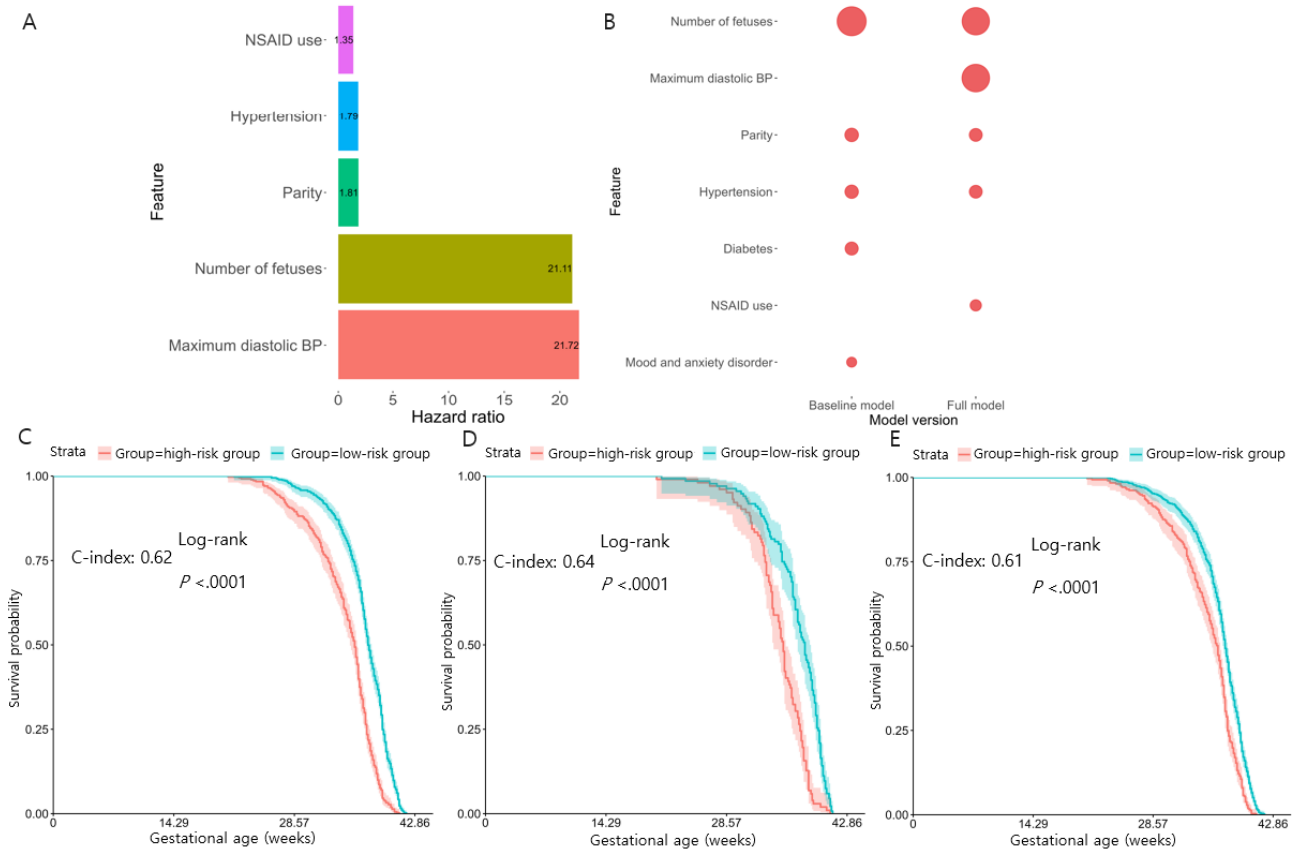 A
NSAID use
Hypertension
Parity
Number of fetuses
Maximum diastolic BP
Feature
1.35
1.79
1.81
21.11
21.72
0 5 10 15 20
Hazard ratio
B
Number of fetuses
Maximum diastolic BP
Parity
Hypertension
Diabetes
NSAID use
Mood and anxiety disorder
Feature
Baseline model Full model
Model version
C
Strata Group=high-risk group Group=low-risk group
1.00
0.75
0.50
0.25
0.00
Survival probability
C-index: 0.62
Log-rank
P <.0001
0 14.29 28.57 42.86
Gestational age (weeks)
D
Strata Group=high-risk group Group=low-risk group
1.00
0.75
0.50
0.25
0.00
Survival probability
C-index: 0.64
Log-rank
P <.0001
0 14.29 28.57 42.86
Gestational age (weeks)
E
Strata Group=high-risk group Group=low-risk group
1.00
0.75
0.50
0.25
0.00
Survival probability
C-index: 0.61
Log-rank
P <.0001
0 14.29 28.57 42.86
Gestational age (weeks)